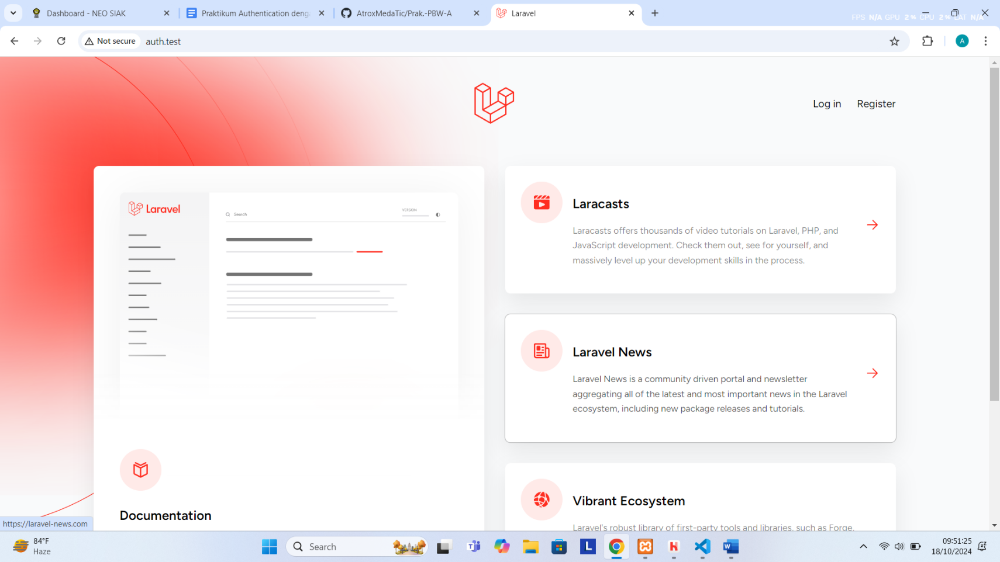 Dashboard - NEO SIAK
Praktikum Authentication deng
AtroxMedaTic/Prak.-PBW-A
Laravel
FPS N/A GPU 2 % CPU 2 % LAT N/A
Not secure
auth.test
A
Log in
Register
Laravel
Search
VERSION
Laracasts
Laracasts offers thousands of video tutorials on Laravel, PHP, and
JavaScript development. Check them out, see for yourself, and
massively level up your development skills in the process.
Laravel News
Laravel News is a community driven portal and newsletter
aggregating all of the latest and most important news in the Laravel
ecosystem, including new package releases and tutorials.
Documentation
Vibrant Ecosystem
Laravel's robust library of first-party tools and libraries, such as Forge,
https://laravel-news.com
84°F
Haze
Search
L
W
09:51:25
18/10/2024